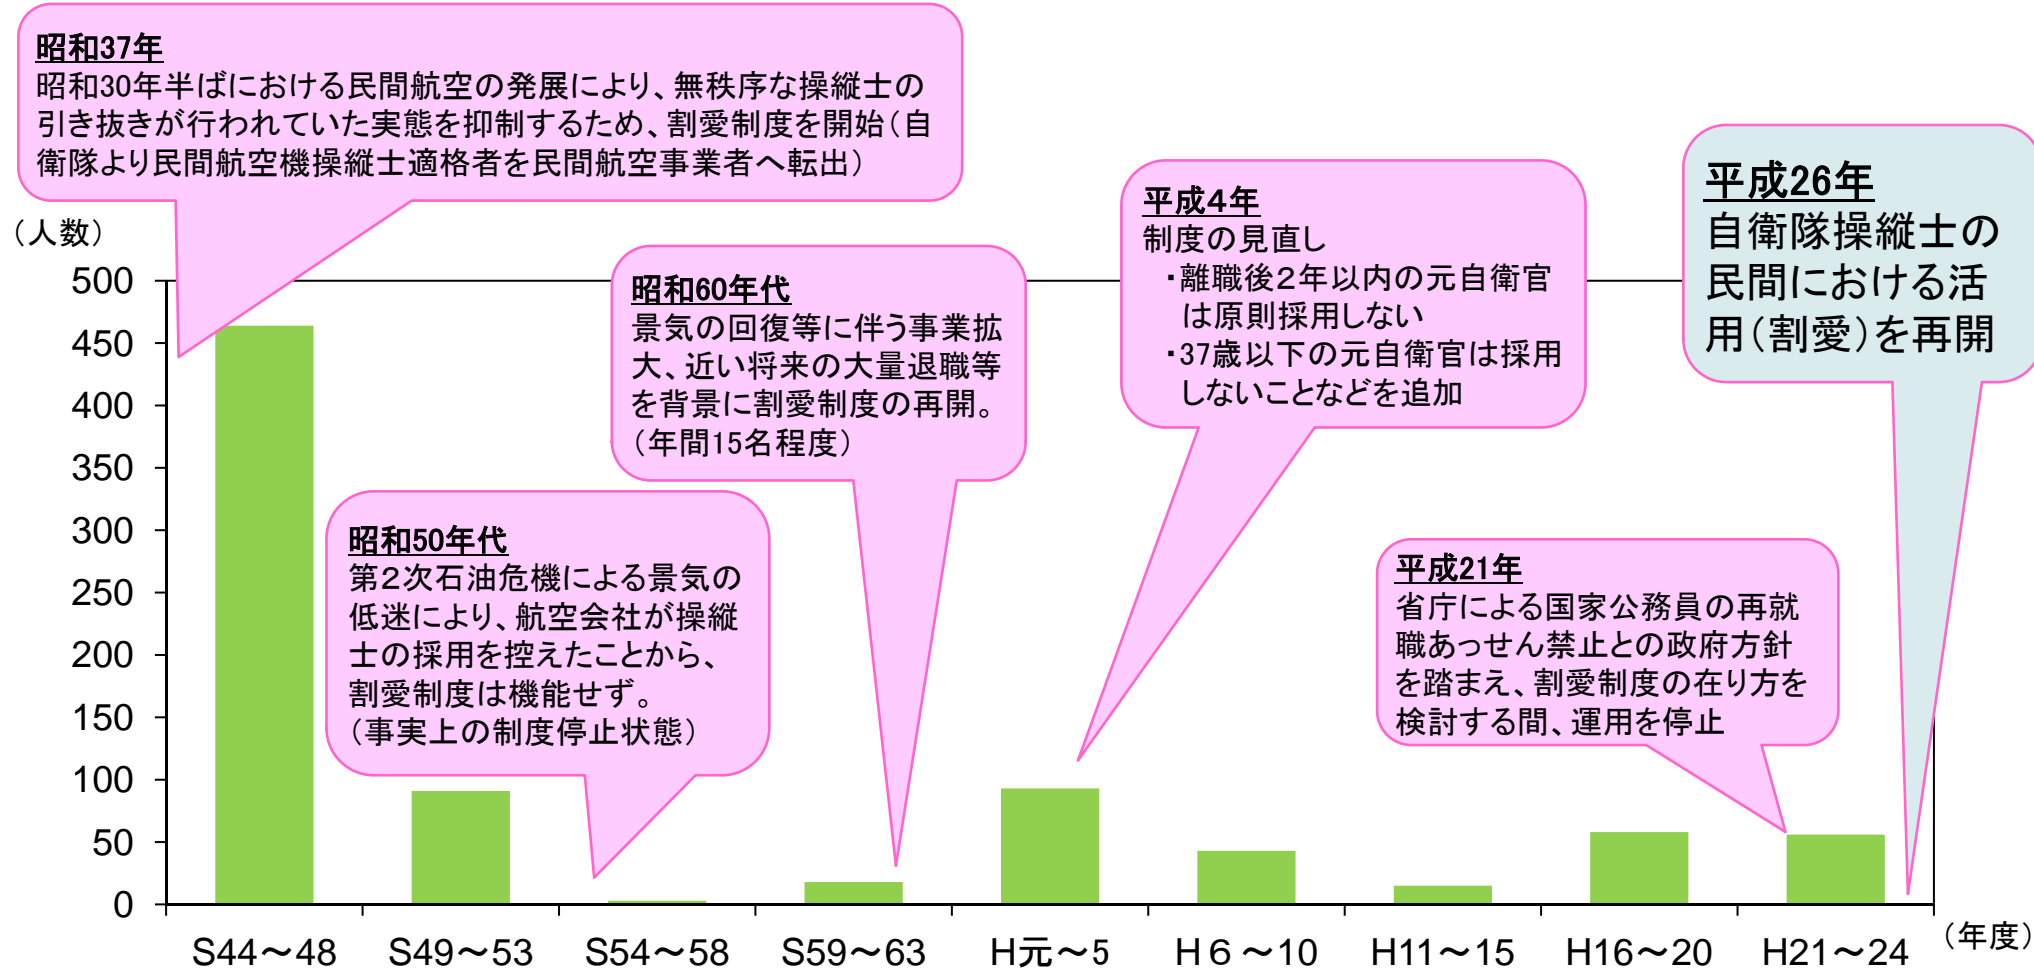 昭和37年
昭和30年半ばにおける民間航空の発展により、無秩序な操縦士の
引き抜きが行われていた実態を抑制するため、割愛制度を開始（自
衛隊より民間航空機操縦士適格者を民間航空事業者へ転出）
平成4年
制度の見直し
・離職後２年以内の元自衛官
は原則採用しない
・37歳以下の元自衛官は採用
しないことなどを追加
平成26年
自衛隊操縦士の
民間における活
用（割愛）を再開
昭和60年代
景気の回復等に伴う事業拡
大、近い将来の大量退職等
を背景に割愛制度の再開。
（年間15名程度）
昭和50年代
第２次石油危機による景気の
低迷により、航空会社が操縦
士の採用を控えたことから、
割愛制度は機能せず。
（事実上の制度停止状態）
平成21年
省庁による国家公務員の再就
職あっせん禁止との政府方針
を踏まえ、割愛制度の在り方を
検討する間、運用を停止
（人数）
500
450
400
350
300
250
200
150
100
50
0
S44～48
S49～53
S54～58
S59～63
H元～5
H６～10
H11～15
H16～20
H21～24
（年度）